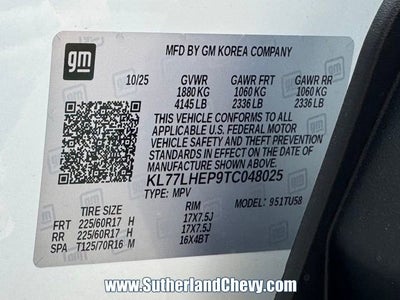 gm
MFD BY GM KOREA COMPANY
10/25 GVWR GAWR FRT GAWR RR
1880 KG 1060 KG 1060 KG
4145 LB 2336 LB 2336 LB
THIS VEHICLE CONFORMS TO ALL
APPLICABLE U.S. FEDERAL MOTOR
VEHICLE SAFETY AND THEFT PREVENTION
STANDARDS IN EFFECT ON THE DATE OF
MANUFACTURE SHOWN ABOVE.
KL77LHEP9TC048025
TYPE: MPV
TIRE SIZE RIM MODEL: 951TU58
FRT 225/60R17 H 17X7.5J
RR 225/60R17 H 17X7.5J
SPA T125/70R16 M 16X4BT
www.SutherlandChevy.com